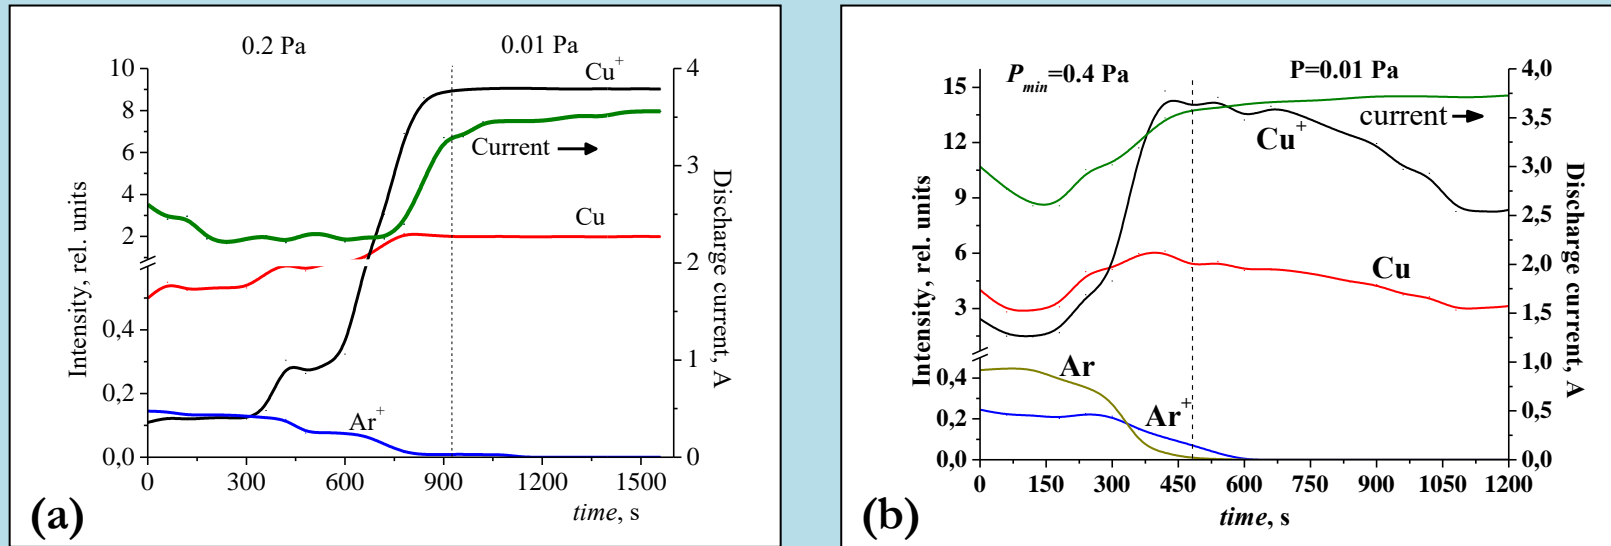 0.2 Pa
0.01 Pa
Cu⁺
Current
Cu
Ar⁺
10
8
6
4
2
0,4
0,2
0,0
Intensity, rel. units
4
3
2
1
0
Discharge current, A
0 300 600 900 1200 1500
time, s
(a)
P_min=0.4 Pa
P=0.01 Pa
current
Cu⁺
Cu
Ar
Ar⁺
15
12
9
6
3
0,4
0,2
0,0
Intensity, rel. units
4,0
3,5
3,0
2,5
2,0
1,5
1,0
0,5
0,0
Discharge current, A
0 150 300 450 600 750 900 1050 1200
time, s
(b)